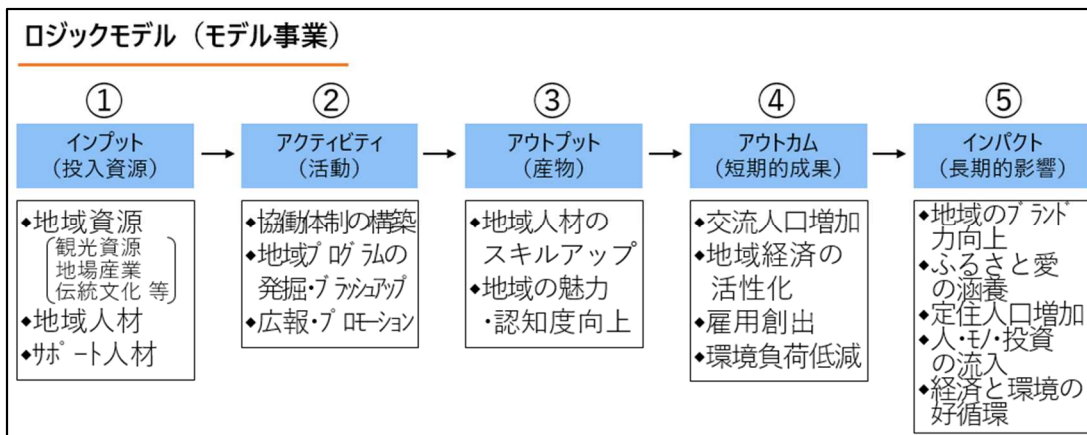 ロジックモデル（モデル事業）
①
インプット
（投入資源）
◆地域資源
観光資源
地場産業
伝統文化 等
◆地域人材
◆ｻﾎﾟｰﾄ人材
②
アクティビティ
（活動）
◆協働体制の構築
◆地域ﾌﾟﾛｸﾞﾗﾑの
発掘・ﾌﾞﾗｯｼｭｱｯﾌﾟ
◆広報・ﾌﾟﾛﾓｰｼｮﾝ
③
アウトプット
（産物）
◆地域人材の
スキルアップ
◆地域の魅力
・認知度向上
④
アウトカム
（短期的成果）
◆交流人口増加
◆地域経済の
活性化
◆雇用創出
◆環境負荷低減
⑤
インパクト
（長期的影響）
◆地域のﾌﾞﾗﾝﾄﾞ
力向上
◆ふるさと愛
の涵養
◆定住人口増加
◆人・ﾓﾉ・投資
の流入
◆経済と環境の
好循環